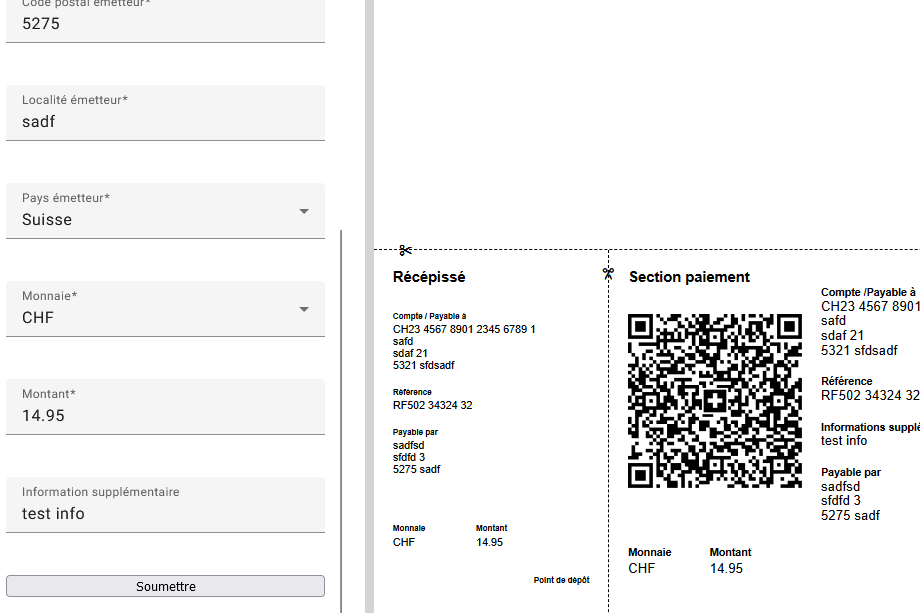 Code postal émetteur*
5275
Localité émetteur*
sadf
Pays émetteur*
Suisse
Monnaie*
CHF
Montant*
14.95
Information supplémentaire
test info
Soumettre
Récépissé
Compte / Payable à
CH23 4567 8901 2345 6789 1
safd
sdaf 21
5321 sfdsadf
Référence
RF502 34324 32
Payable par
sadfsd
sfdfd 3
5275 sadf
Monnaie Montant
CHF 14.95
Point de dépôt
Section paiement
Monnaie Montant
CHF 14.95
Compte /Payable à
CH23 4567 8901
safd
sdaf 21
5321 sfdsadf
Référence
RF502 34324 32
Informations supplé
test info
Payable par
sadfsd
sfdfd 3
5275 sadf